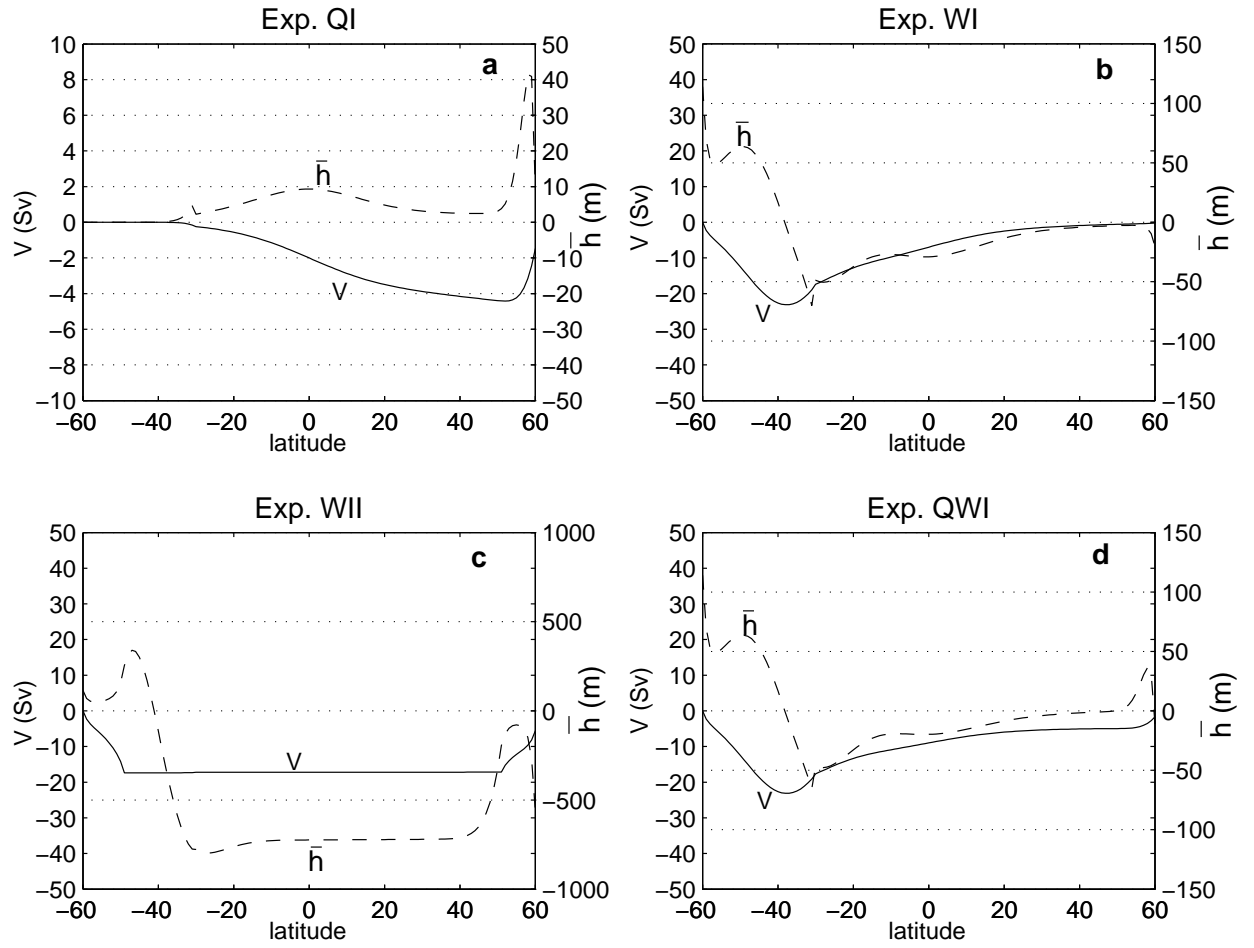 Exp. QI
a
10
8
6
4
2
0
−2
−4
−6
−8
−10
V (Sv)
50
40
30
20
10
0
−10
−20
−30
−40
−50
h̅ (m)
h̅
V
−60 −40 −20 0 20 40 60
latitude
Exp. WI
b
50
40
30
20
10
0
−10
−20
−30
−40
−50
V (Sv)
150
100
50
0
−50
−100
−150
h̅ (m)
h̅
V
−60 −40 −20 0 20 40 60
latitude
Exp. WII
c
50
40
30
20
10
0
−10
−20
−30
−40
−50
V (Sv)
1000
500
0
−500
−1000
h̅ (m)
V
h̅
−60 −40 −20 0 20 40 60
latitude
Exp. QWI
d
50
40
30
20
10
0
−10
−20
−30
−40
−50
V (Sv)
150
100
50
0
−50
−100
−150
h̅ (m)
h̅
V
−60 −40 −20 0 20 40 60
latitude